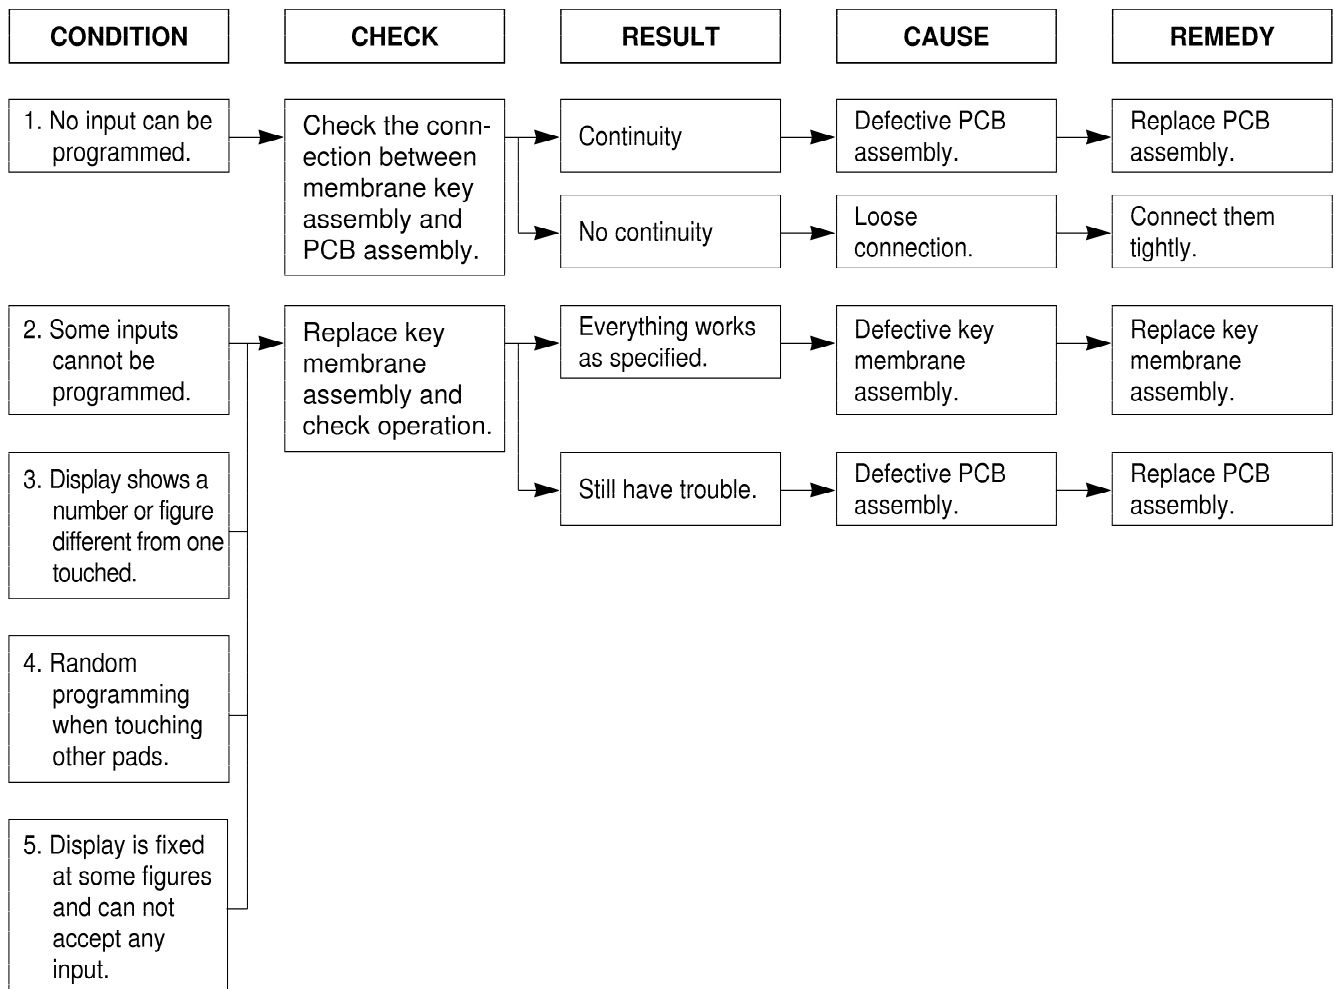 CONDITION
CHECK
RESULT
CAUSE
REMEDY
1. No input can be
programmed.
Check the conn-
ection between
membrane key
assembly and
PCB assembly.
Continuity
Defective PCB
assembly.
Replace PCB
assembly.
No continuity
Loose
connection.
Connect them
tightly.
2. Some inputs
cannot be
programmed.
Replace key
membrane
assembly and
check operation.
Everything works
as specified.
Defective key
membrane
assembly.
Replace key
membrane
assembly.
3. Display shows a
number or figure
different from one
touched.
Still have trouble.
Defective PCB
assembly.
Replace PCB
assembly.
4. Random
programming
when touching
other pads.
5. Display is fixed
at some figures
and can not
accept any
input.